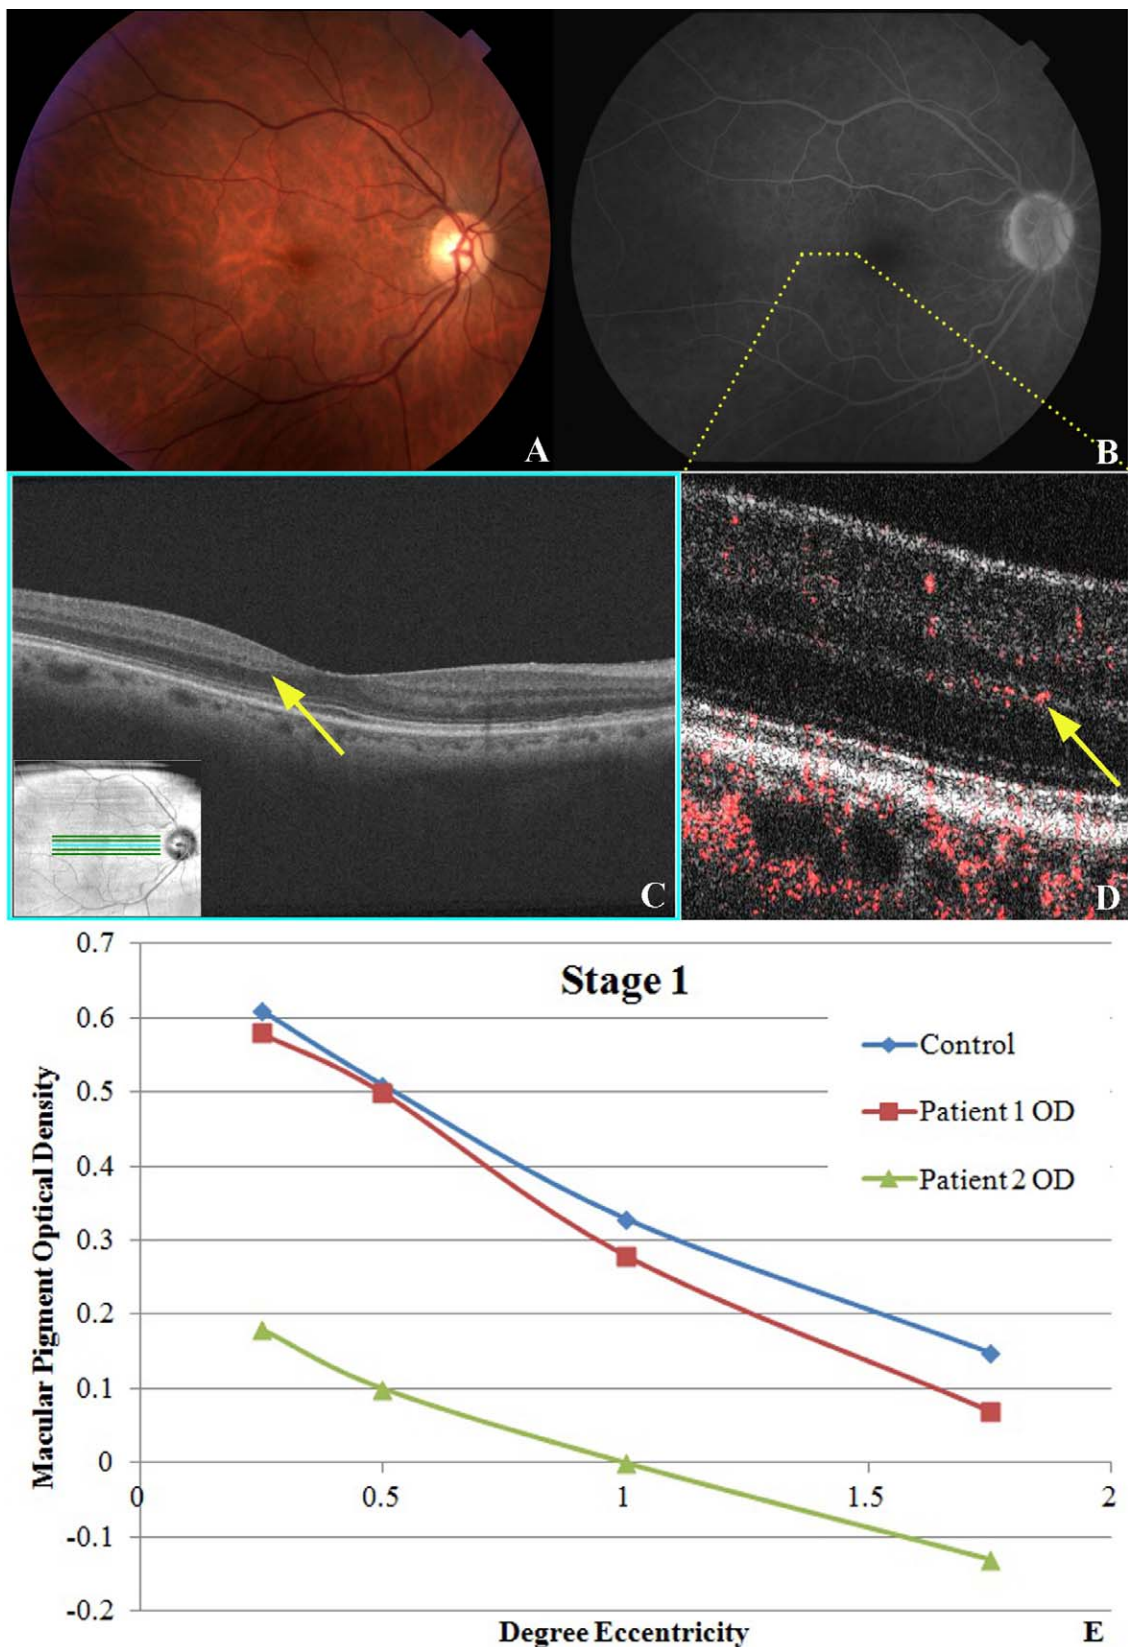 A
B
C
D
Stage 1
Control
Patient 1 OD
Patient 2 OD
Macular Pigment Optical Density
0.7
0.6
0.5
0.4
0.3
0.2
0.1
0
-0.1
-0.2
0
0.5
1
1.5
2
Degree Eccentricity
E